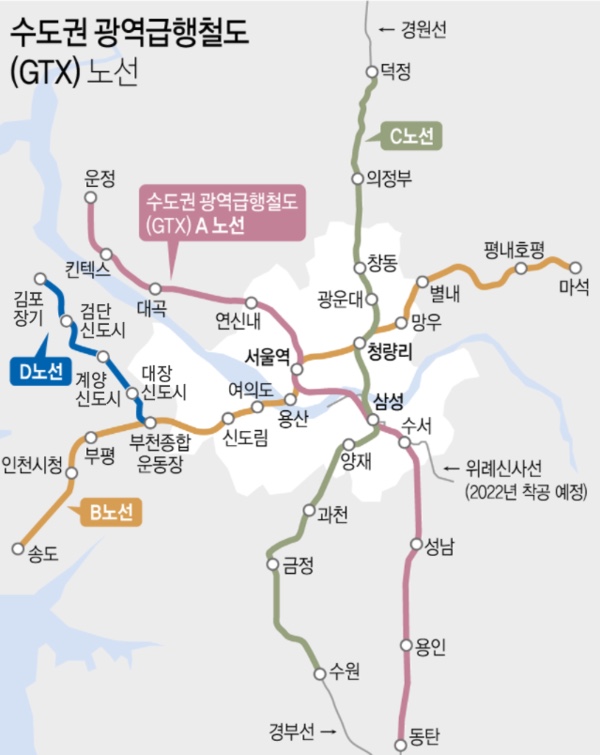 수도권 광역급행철도
(GTX) 노선
← 경원선
덕정
C노선
의정부
운정
수도권 광역급행철도
(GTX) A 노선
킨텍스
대곡
연신내
창동
광운대
평내호평
별내
마석
망우
김포
장기
검단
신도시
D노선
계양
신도시
대장
신도시
서울역
청량리
여의도
용산
삼성
신도림
수서
부천종합
운동장
부평
인천시청
양재
← 위례신사선
(2022년 착공 예정)
B노선
송도
과천
금정
성남
용인
수원
경부선 →
동탄